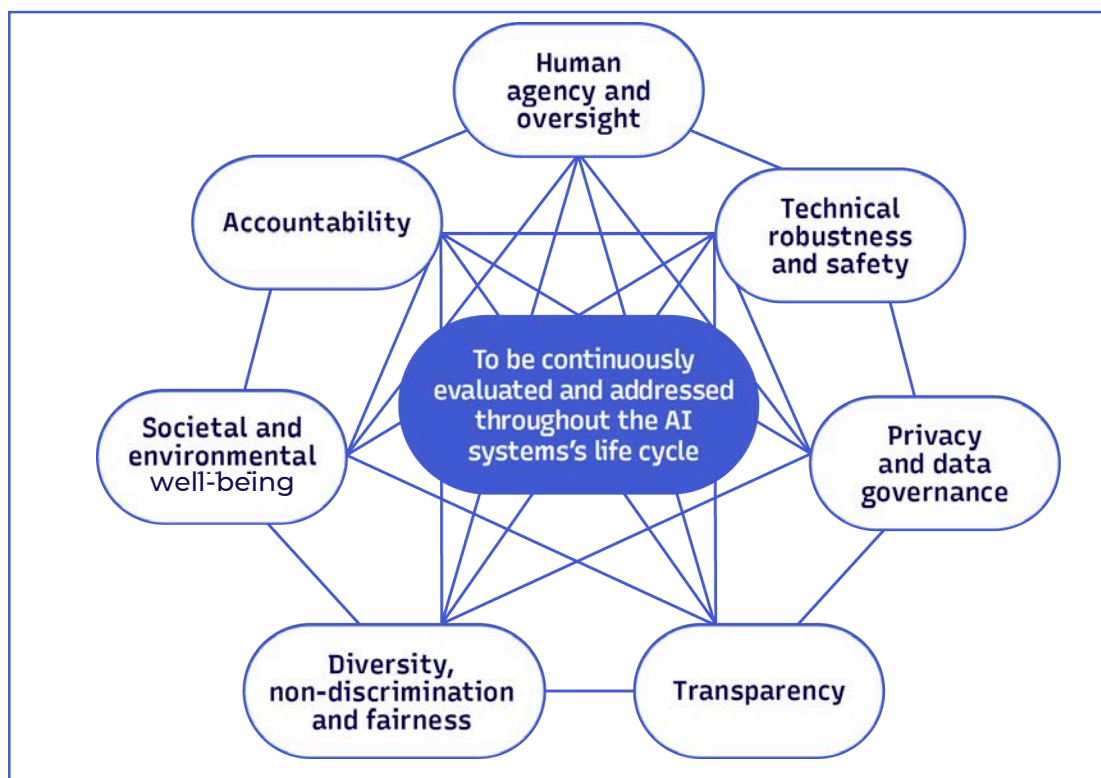 Human
agency and
oversight
Accountability
Technical
robustness
and safety
To be continuously
evaluated and addressed
throughout the AI
systems's life cycle
Societal and
environmental
well-being
Privacy
and data
governance
Diversity,
non-discrimination
and fairness
Transparency